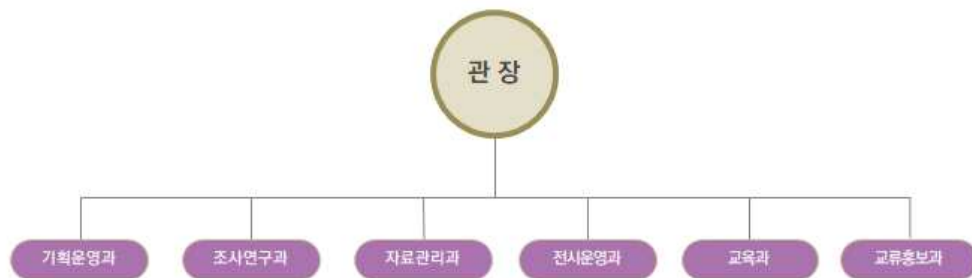 관 장
기획운영과
조사연구과
자료관리과
전시운영과
교육과
교류홍보과